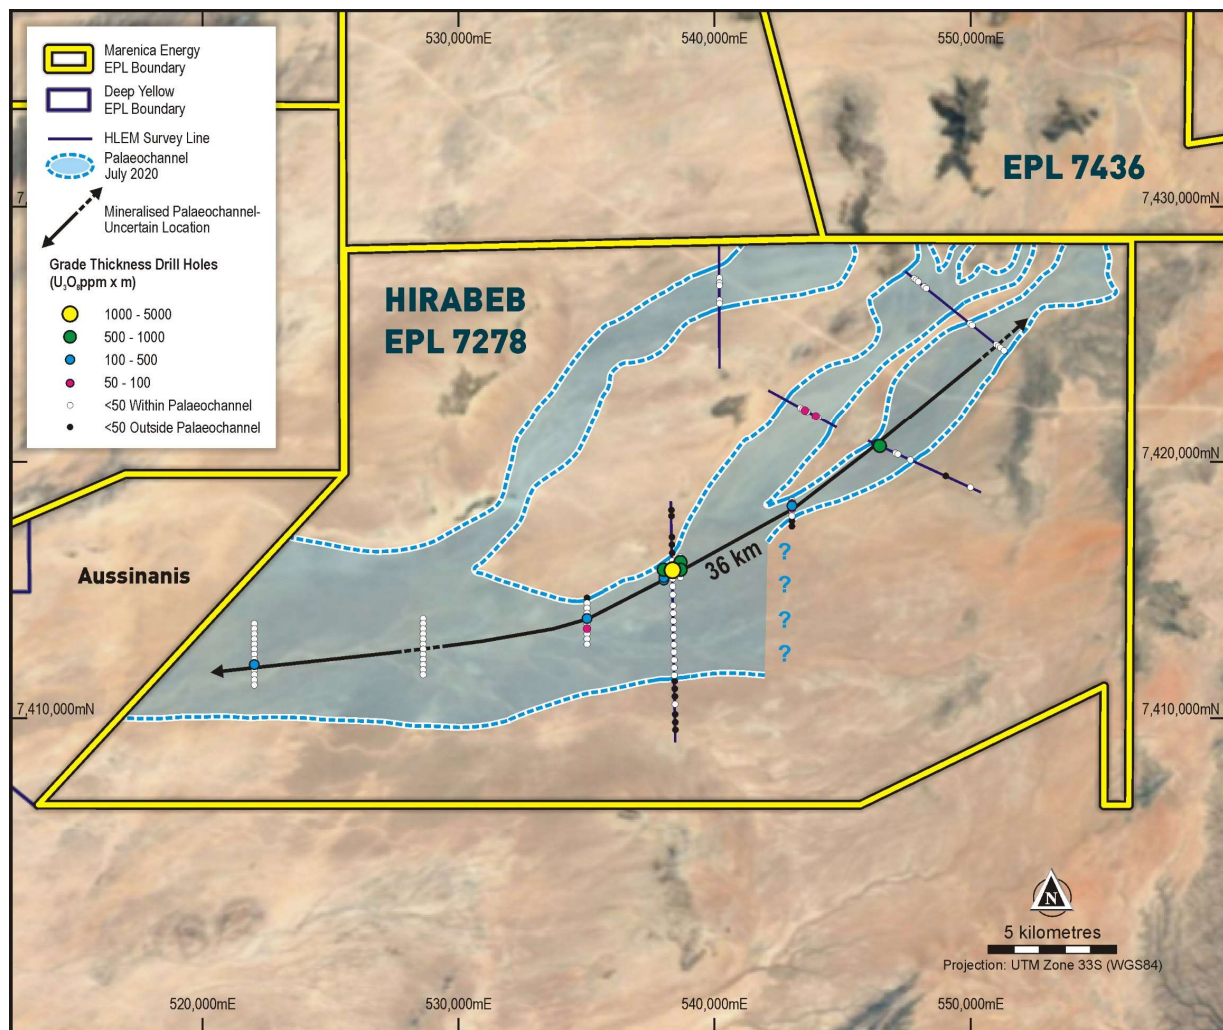 530,000mE
540,000mE
550,000mE
Marenica Energy
EPL Boundary
Deep Yellow
EPL Boundary
HLEM Survey Line
Palaeochannel
July 2020
Mineralised Palaeochannel-
Uncertain Location
Grade Thickness Drill Holes
(U₃O₈ppm x m)
1000 - 5000
500 - 1000
100 - 500
50 - 100
<50 Within Palaeochannel
<50 Outside Palaeochannel
EPL 7436
7,430,000mN
7,
HIRABEB
EPL 7278
7,420,000mN
Aussinanis
36 km
?
?
?
?
7,410,000mN
7,410,000mN
N
5 kilometres
Projection: UTM Zone 33S (WGS84)
520,000mE
530,000mE
540,000mE
550,000mE